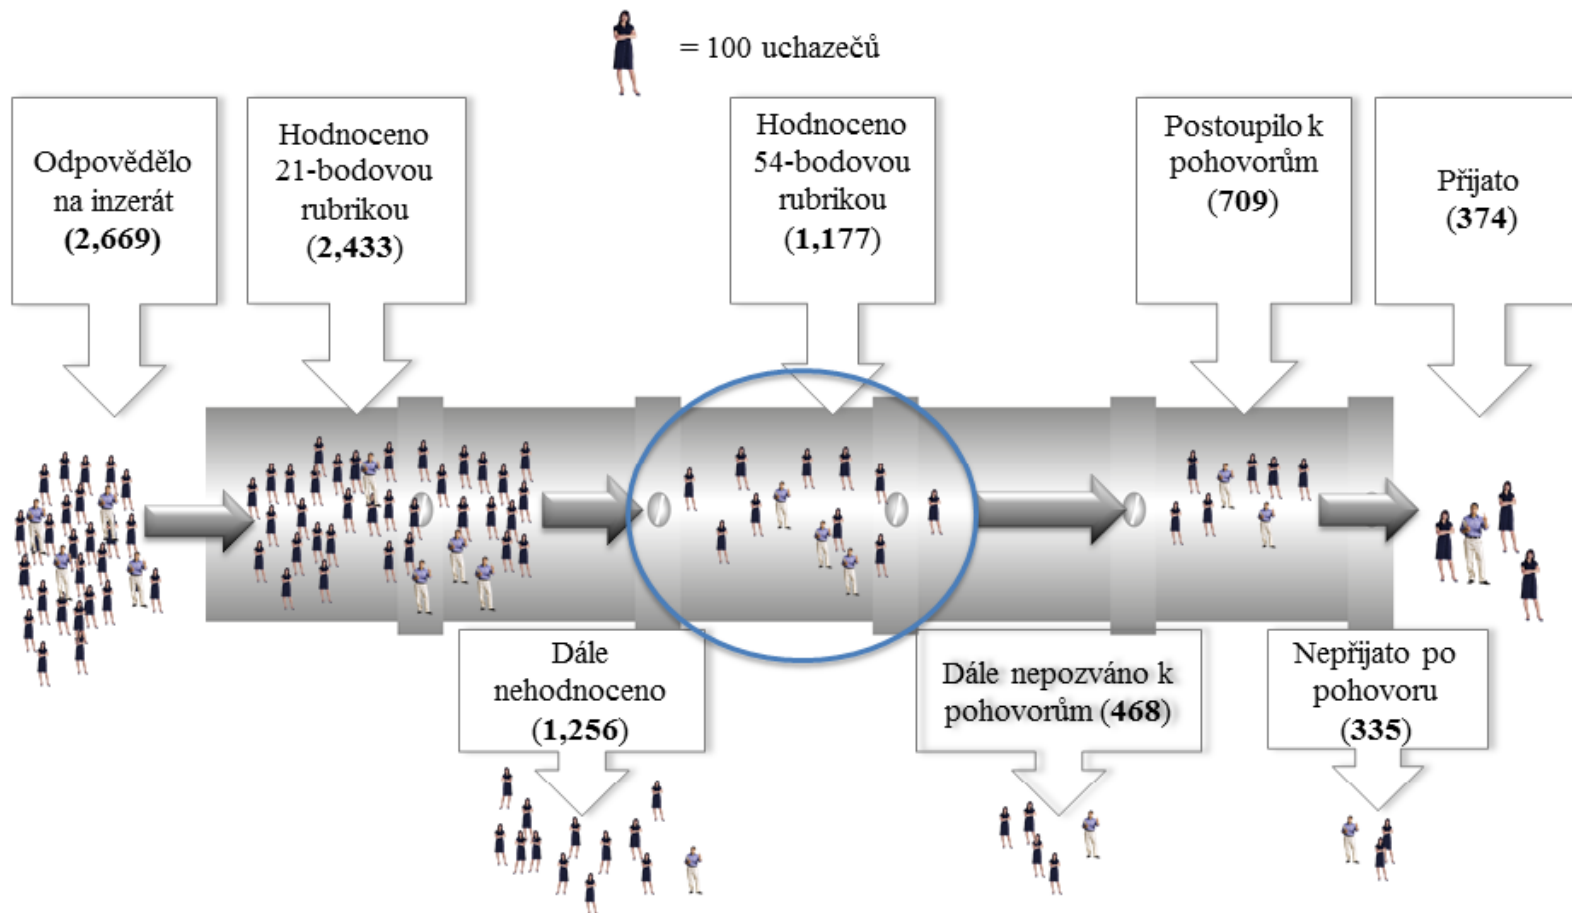 = 100 uchazečů
Odpovědělo
na inzerát
(2,669)
Hodnoceno
21-bodovou
rubrikou
(2,433)
Hodnoceno
54-bodovou
rubrikou
(1,177)
Postoupilo k
pohovorům
(709)
Přijato
(374)
Dále
nehodnoceno
(1,256)
Dále nepozváno k
pohovorům (468)
Nepřijato po
pohovoru
(335)